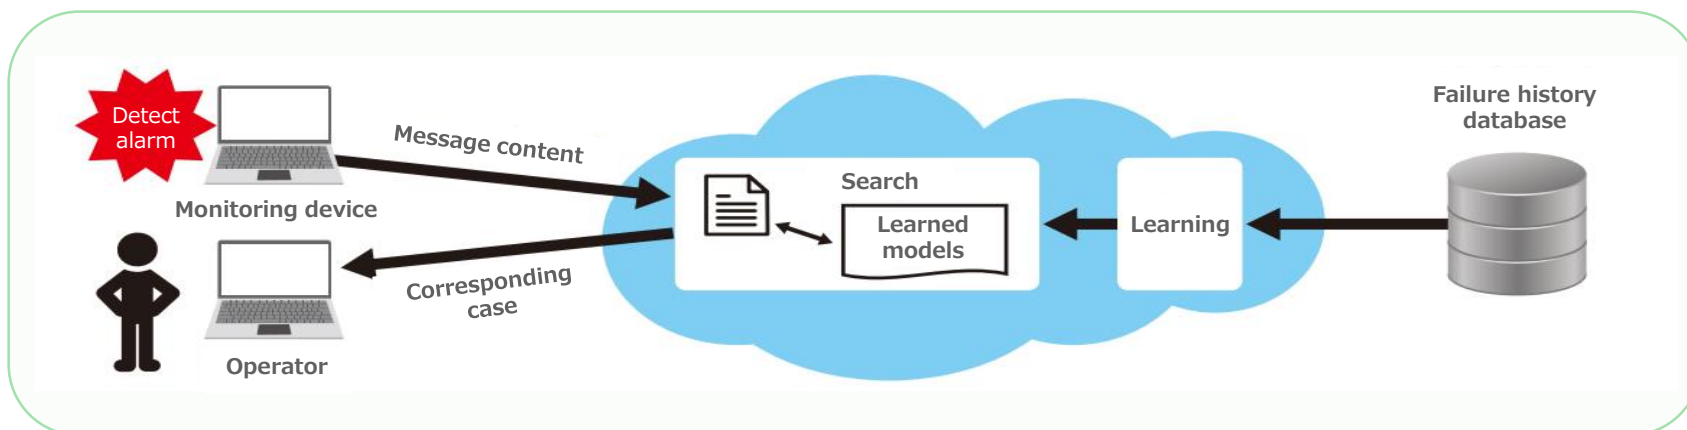 Detect
alarm
Monitoring device
Message content
Corresponding
case
Operator
Search
Learned
models
Learning
Failure history
database